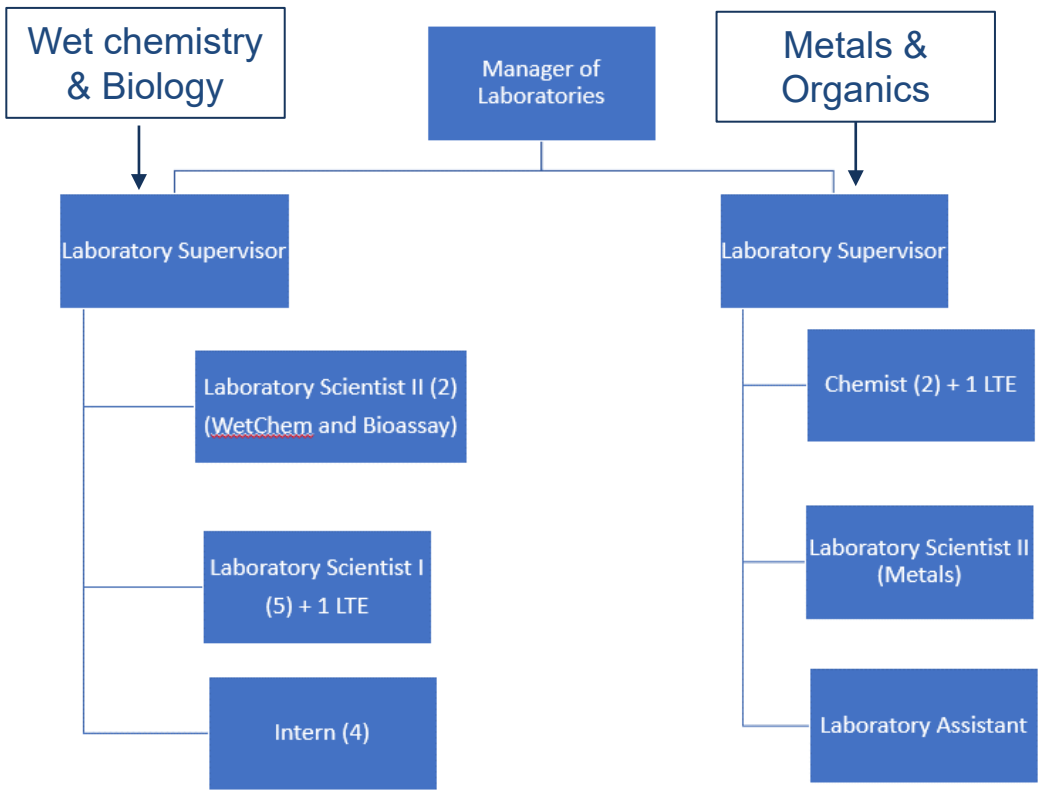 Wet chemistry
& Biology
Manager of
Laboratories
Metals &
Organics
Laboratory Supervisor
Laboratory Supervisor
Laboratory Scientist II (2)
(WetChem and Bioassay)
Laboratory Scientist I
(5) + 1 LTE
Intern (4)
Chemist (2) + 1 LTE
Laboratory Scientist II
(Metals)
Laboratory Assistant